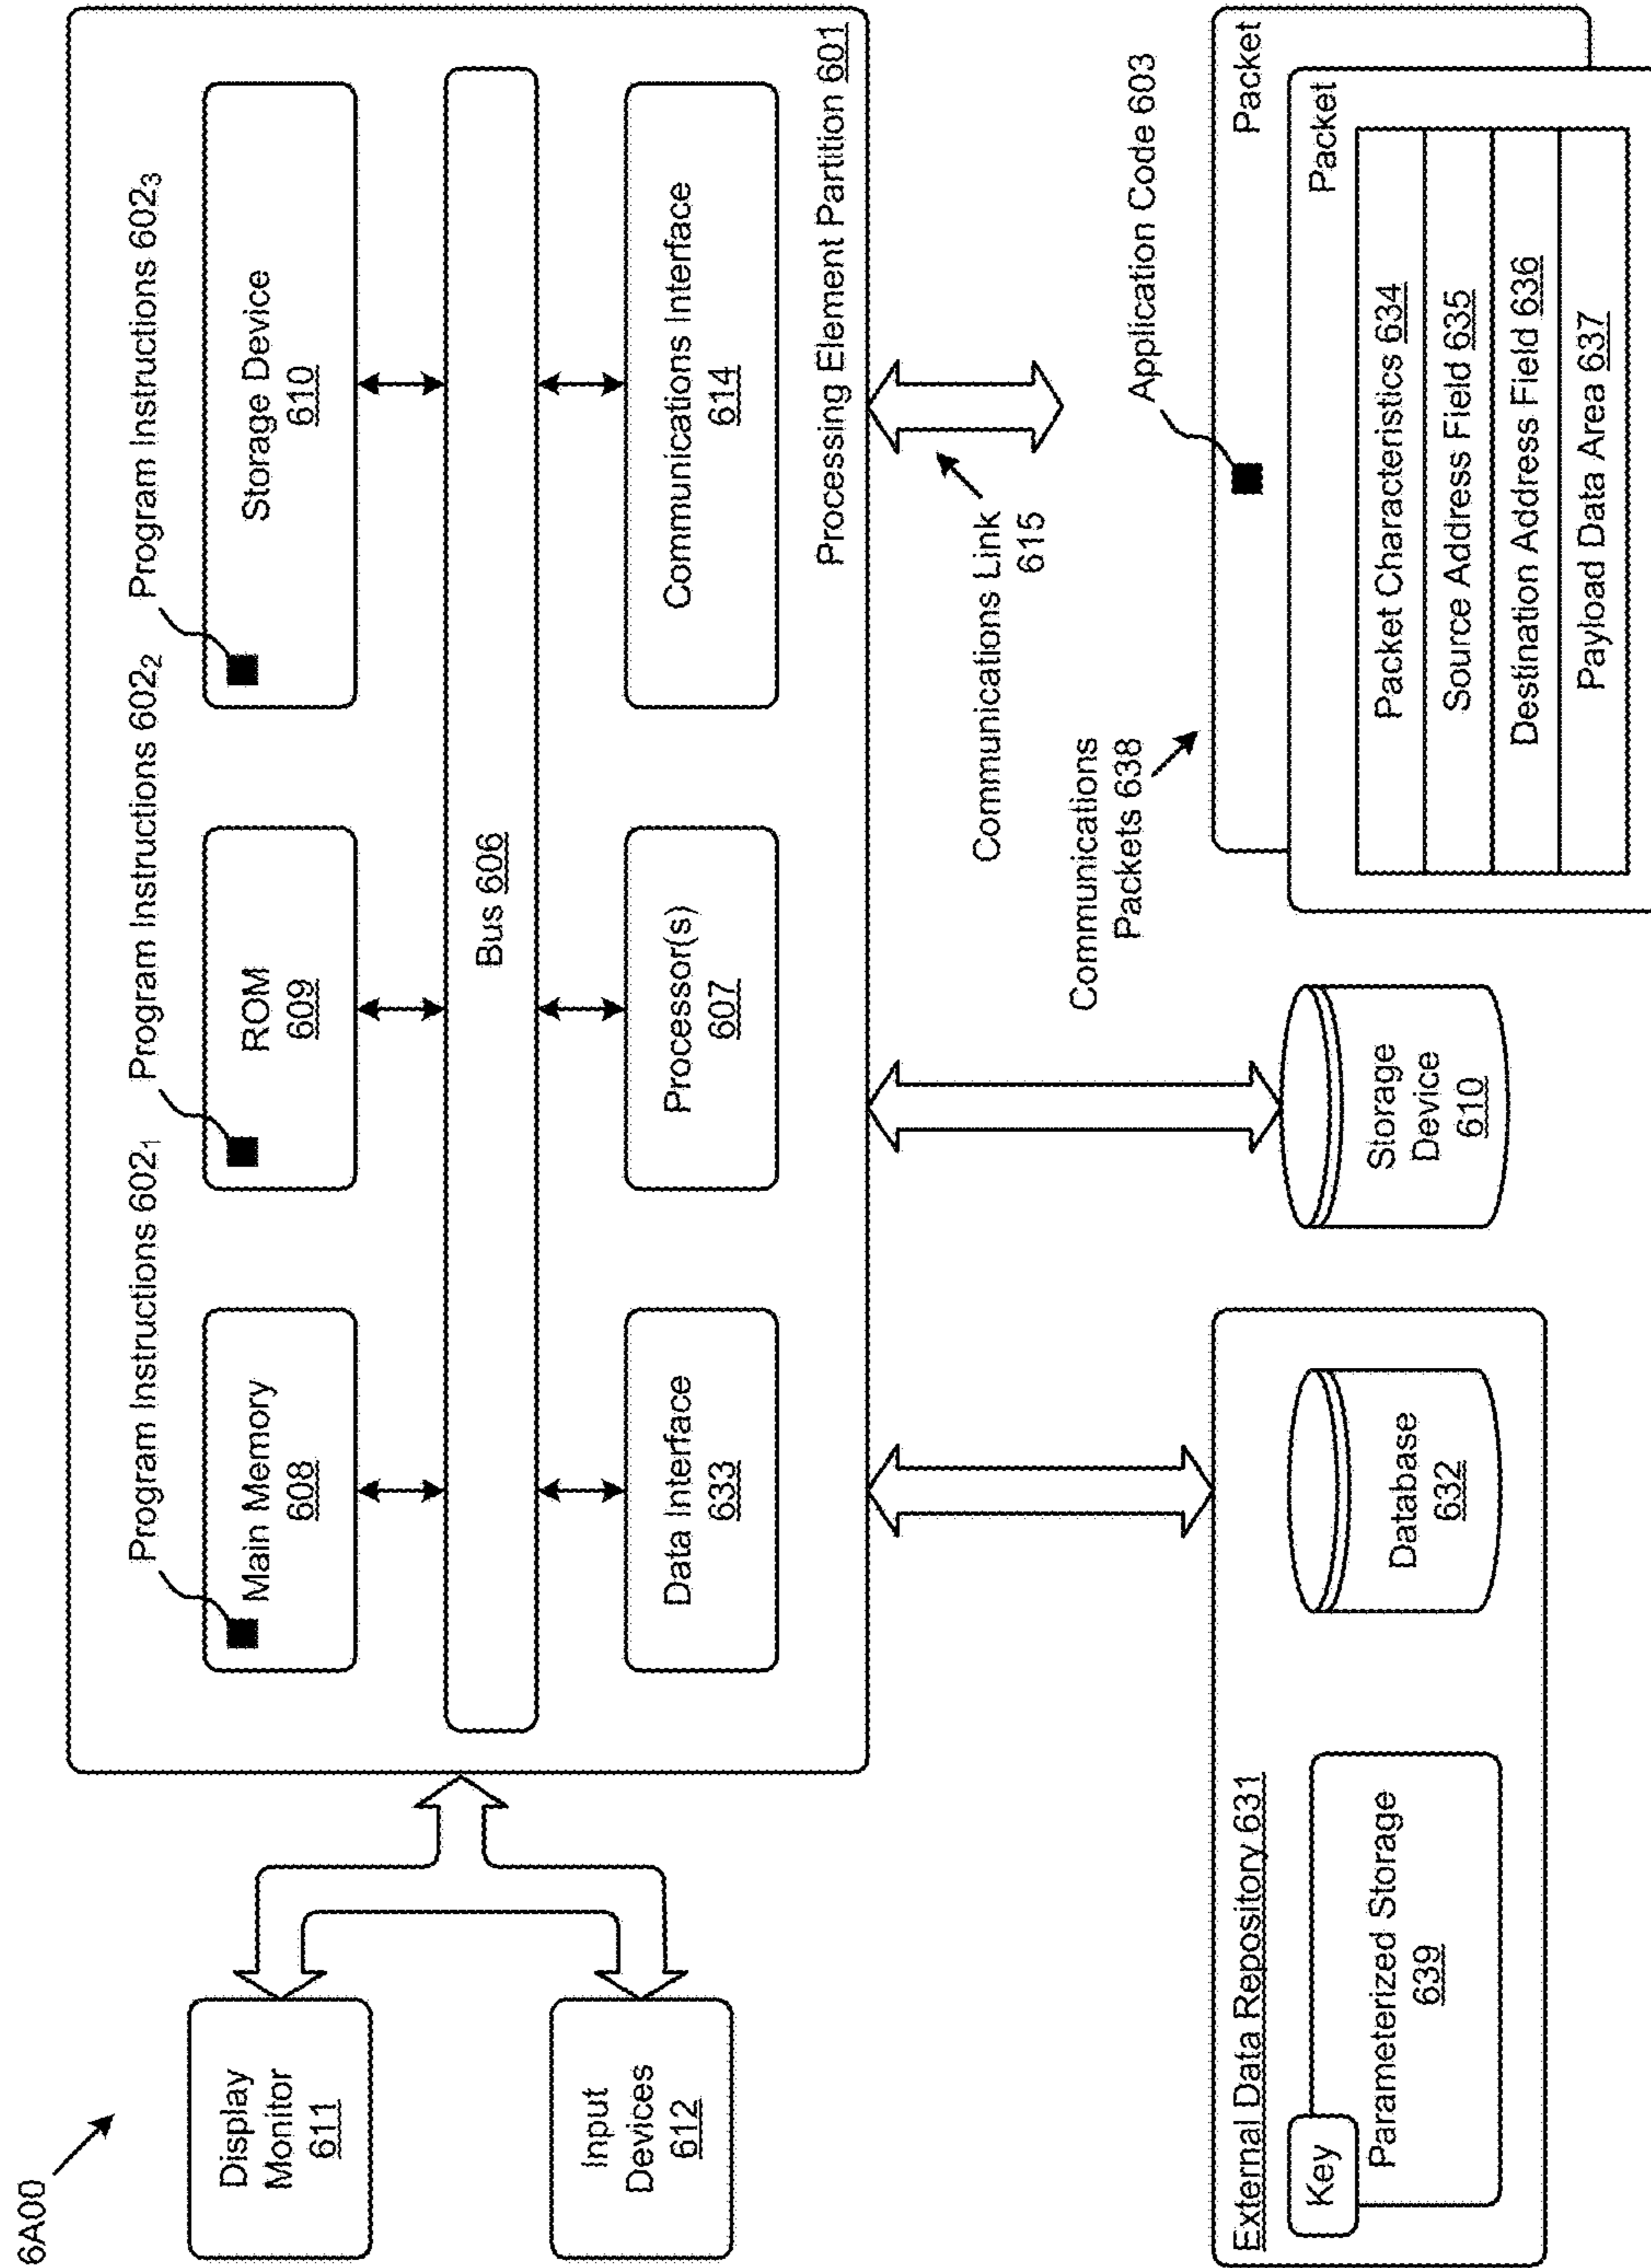 6A00
Program Instructions 602₁
Program Instructions 602₂
Program Instructions 602₃
Display
Monitor
611
Input
Devices
612
Main Memory
608
ROM
609
Storage Device
610
Bus 606
Data Interface
633
Processor(s)
607
Communications Interface
614
Processing Element Partition 601
Communications Link
615
External Data Repository 631
Key
Parameterized Storage
639
Database
632
Storage
Device
610
Communications
Packets 638
Application Code 603
Packet
Packet
Packet Characteristics 634
Source Address Field 635
Destination Address Field 636
Payload Data Area 637